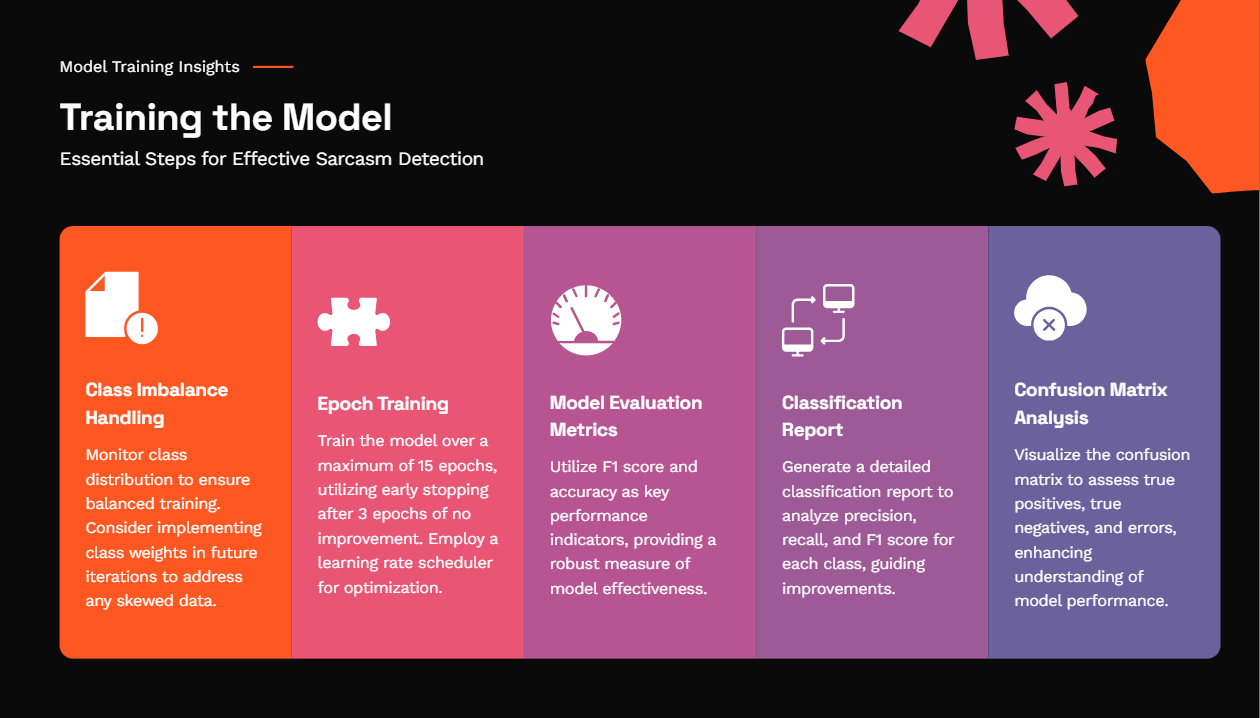 Model Training Insights
Training the Model
Essential Steps for Effective Sarcasm Detection
Class Imbalance
Handling
Monitor class
distribution to ensure
balanced training.
Consider implementing
class weights in future
iterations to address
any skewed data.
Epoch Training
Train the model over a
maximum of 15 epochs,
utilizing early stopping
after 3 epochs of no
improvement. Employ a
learning rate scheduler
for optimization.
Model Evaluation
Metrics
Utilize F1 score and
accuracy as key
performance
indicators, providing a
robust measure of
model effectiveness.
Classification
Report
Generate a detailed
classification report to
analyze precision,
recall, and F1 score for
each class, guiding
improvements.
Confusion Matrix
Analysis
Visualize the confusion
matrix to assess true
positives, true
negatives, and errors,
enhancing
understanding of
model performance.